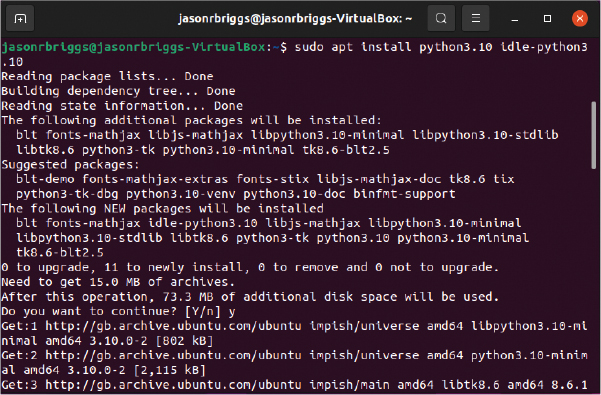 jasonrbriggs@jasonrbriggs-VirtualBox: ~
jasonrbriggs@jasonrbriggs-VirtualBox:~$ sudo apt install python3.10 idle-python3
.10
Reading package lists... Done
Building dependency tree... Done
Reading state information... Done
The following additional packages will be installed:
  blt fonts-mathjax libjs-mathjax libpython3.10-minimal libpython3.10-stdlib
  libtk8.6 python3-tk python3.10-minimal tk8.6-blt2.5
Suggested packages:
  blt-demo fonts-mathjax-extras fonts-stix libjs-mathjax-doc tk8.6 tix
  python3-tk-dbg python3.10-venv python3.10-doc binfmt-support
The following NEW packages will be installed
  blt fonts-mathjax idle-python3.10 libjs-mathjax libpython3.10-minimal
  libpython3.10-stdlib libtk8.6 python3-tk python3.10 python3.10-minimal
  tk8.6-blt2.5
0 to upgrade, 11 to newly install, 0 to remove and 0 not to upgrade.
Need to get 15.0 MB of archives.
After this operation, 73.3 MB of additional disk space will be used.
Do you want to continue? [Y/n] y
Get:1 http://gb.archive.ubuntu.com/ubuntu impish/universe amd64 libpython3.10-mi
nimal amd64 3.10.0-2 [802 kB]
Get:2 http://gb.archive.ubuntu.com/ubuntu impish/universe amd64 python3.10-minim
al amd64 3.10.0-2 [2,115 kB]
Get:3 http://gb.archive.ubuntu.com/ubuntu impish/main amd64 libtk8.6 amd64 8.6.1